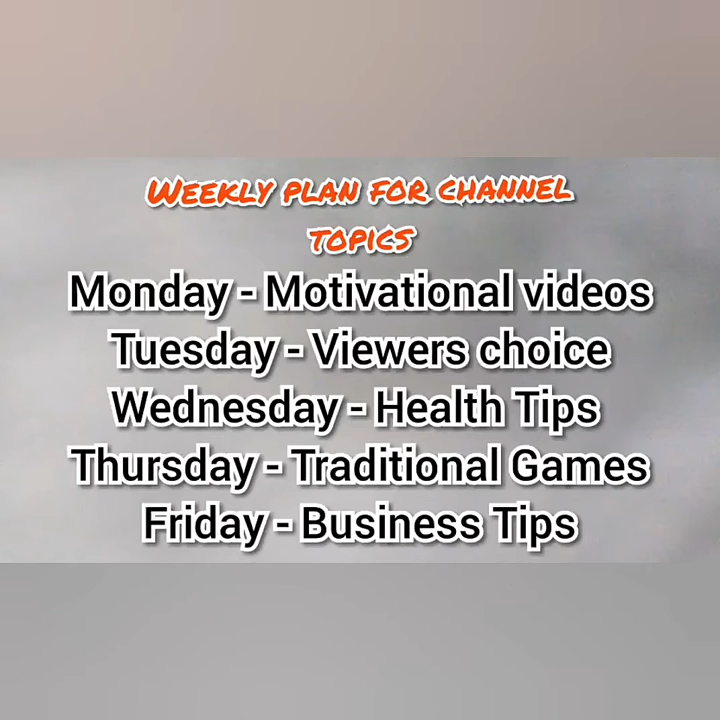 WEEKLY PLAN FOR CHANNEL
TOPICS
Monday - Motivational videos
Tuesday - Viewers choice
Wednesday - Health Tips
Thursday - Traditional Games
Friday - Business Tips